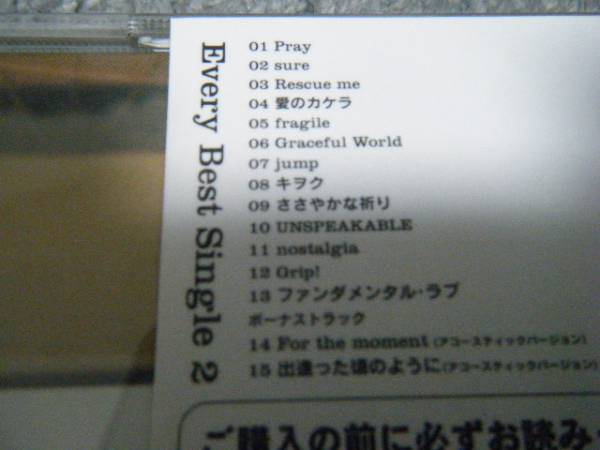 Every Best Single 2
01 Pray
02 sure
03 Rescue me
04 愛のカケラ
05 fragile
06 Graceful World
07 jump
08 キヲク
09 ささやかな祈り
10 UNSPEAKABLE
11 nostalgia
12 Grip!
13 ファンダメンタル・ラブ
ボーナストラック
14 For the moment (アコースティックバージョン)
15 出逢った頃のように (アコースティックバージョン)
ご購入の前に必ずお読み